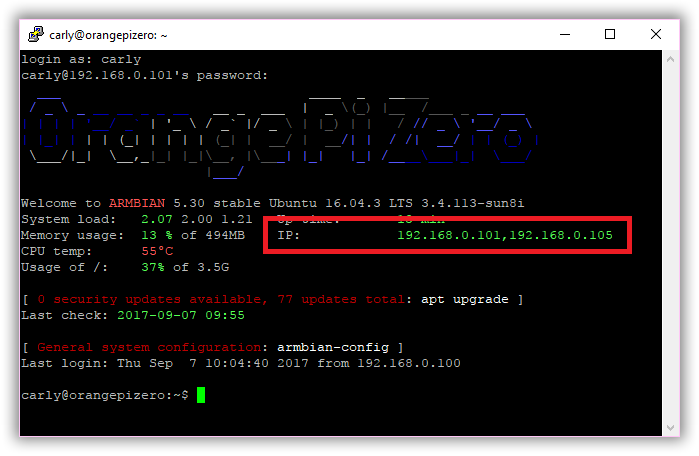 carly@orangepizero: ~
login as: carly
carly@192.168.0.101's password:
Orange Pi Zero
Welcome to ARMBIAN 5.30 stable Ubuntu 16.04.3 LTS 3.4.113-sun8i
System load: 2.07 2.00 1.21 Up time: 18 min
Memory usage: 13 % of 494MB IP: 192.168.0.101,192.168.0.105
CPU temp: 55°C
Usage of /: 37% of 3.5G
[ 0 security updates available, 77 updates total: apt upgrade ]
Last check: 2017-09-07 09:55
[ General system configuration: armbian-config ]
Last login: Thu Sep 7 10:04:40 2017 from 192.168.0.100
carly@orangepizero:~$